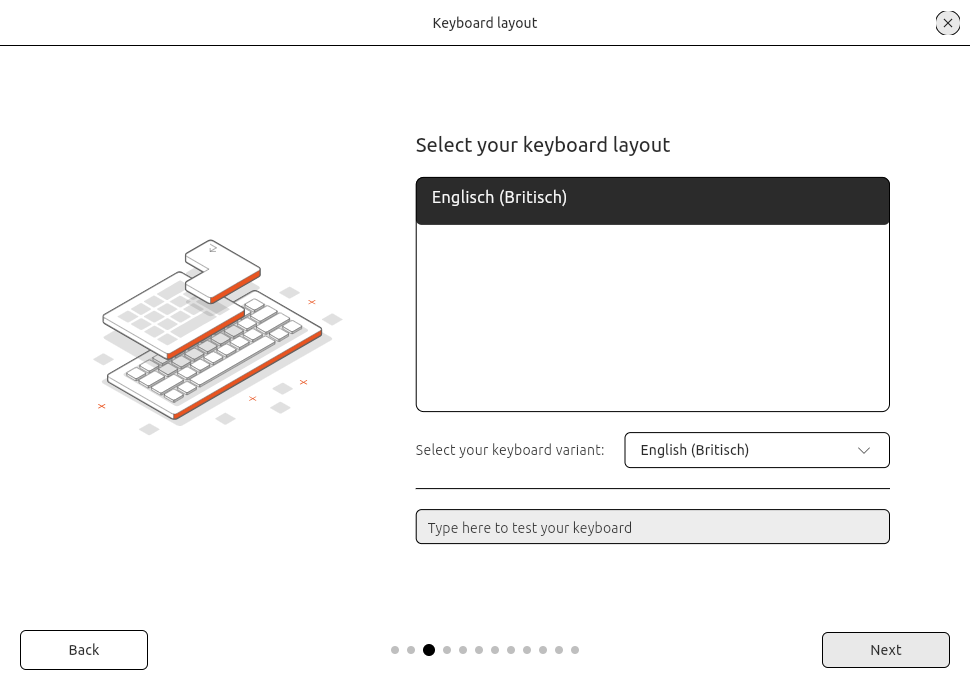 Keyboard layout
Select your keyboard layout
Englisch (Britisch)
Select your keyboard variant:
English (Britisch)
Type here to test your keyboard
Back
Next